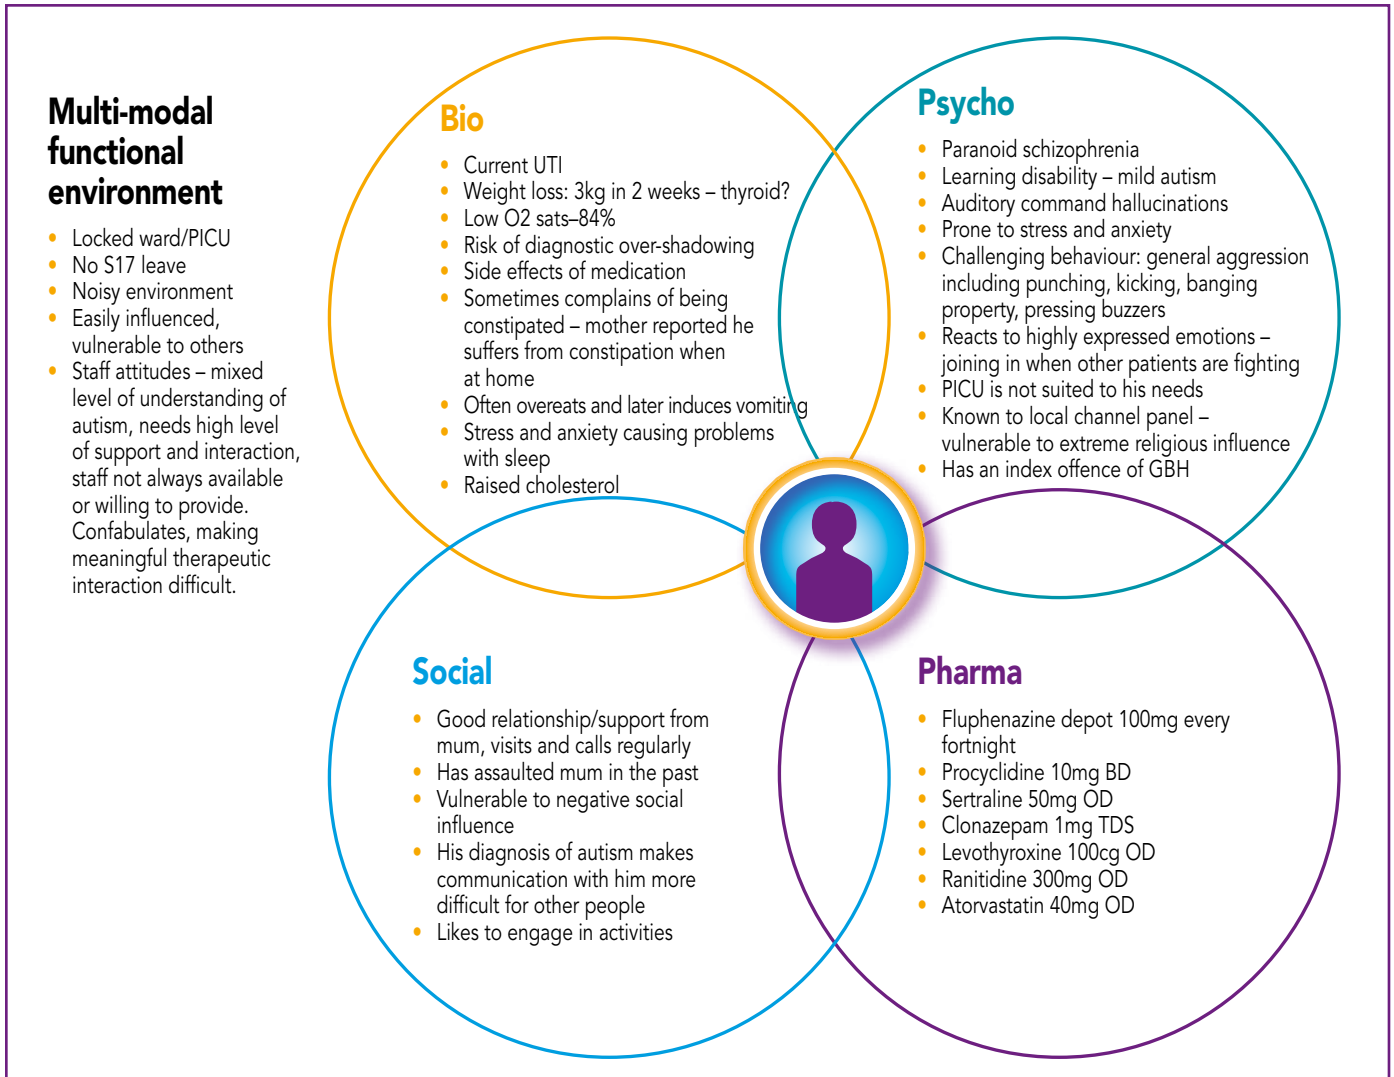 Multi-modal
functional
environment
• Locked ward/PICU
• No S17 leave
• Noisy environment
• Easily influenced,
vulnerable to others
• Staff attitudes – mixed
level of understanding of
autism, needs high level
of support and interaction,
staff not always available
or willing to provide.
Confabulates, making
meaningful therapeutic
interaction difficult.
Bio
• Current UTI
• Weight loss: 3kg in 2 weeks – thyroid?
• Low O2 sats–84%
• Risk of diagnostic over-shadowing
• Side effects of medication
• Sometimes complains of being
constipated – mother reported he
suffers from constipation when
at home
• Often overeats and later induces vomiting
• Stress and anxiety causing problems
with sleep
• Raised cholesterol
Psycho
• Paranoid schizophrenia
• Learning disability – mild autism
• Auditory command hallucinations
• Prone to stress and anxiety
• Challenging behaviour: general aggression
including punching, kicking, banging
property, pressing buzzers
• Reacts to highly expressed emotions –
joining in when other patients are fighting
• PICU is not suited to his needs
• Known to local channel panel –
vulnerable to extreme religious influence
• Has an index offence of GBH
Social
• Good relationship/support from
mum, visits and calls regularly
• Has assaulted mum in the past
• Vulnerable to negative social
influence
• His diagnosis of autism makes
communication with him more
difficult for other people
• Likes to engage in activities
Pharma
• Fluphenazine depot 100mg every
fortnight
• Procyclidine 10mg BD
• Sertraline 50mg OD
• Clonazepam 1mg TDS
• Levothyroxine 100cg OD
• Ranitidine 300mg OD
• Atorvastatin 40mg OD